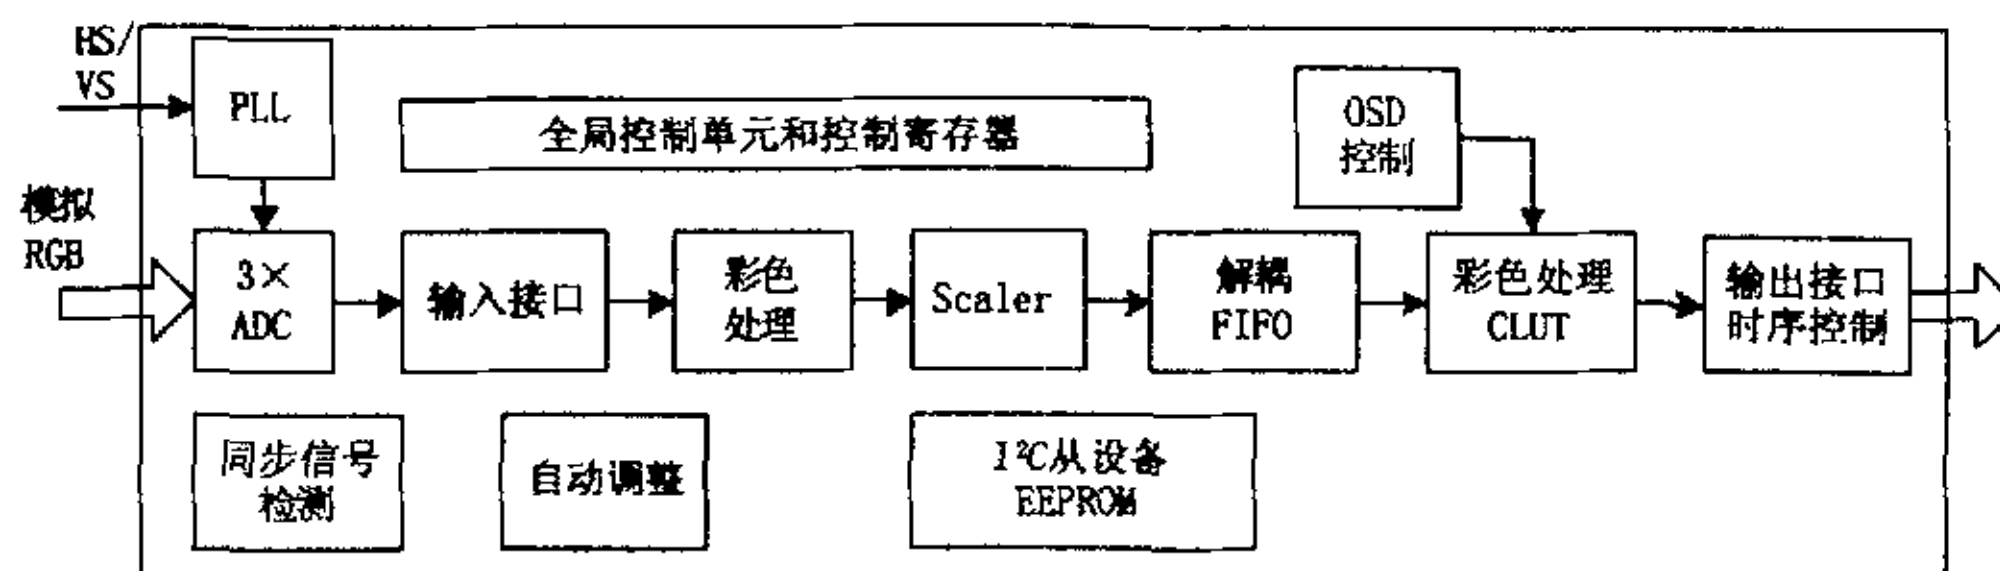 HS/
VS
PLL
全局控制单元和控制寄存器
OSD
控制
模拟
RGB
3×
ADC
输入接口
彩色
处理
Scaler
解耦
FIFO
彩色处理
CLUT
输出接口
时序控制
同步信号
检测
自动调整
I²C从设备
EEPROM